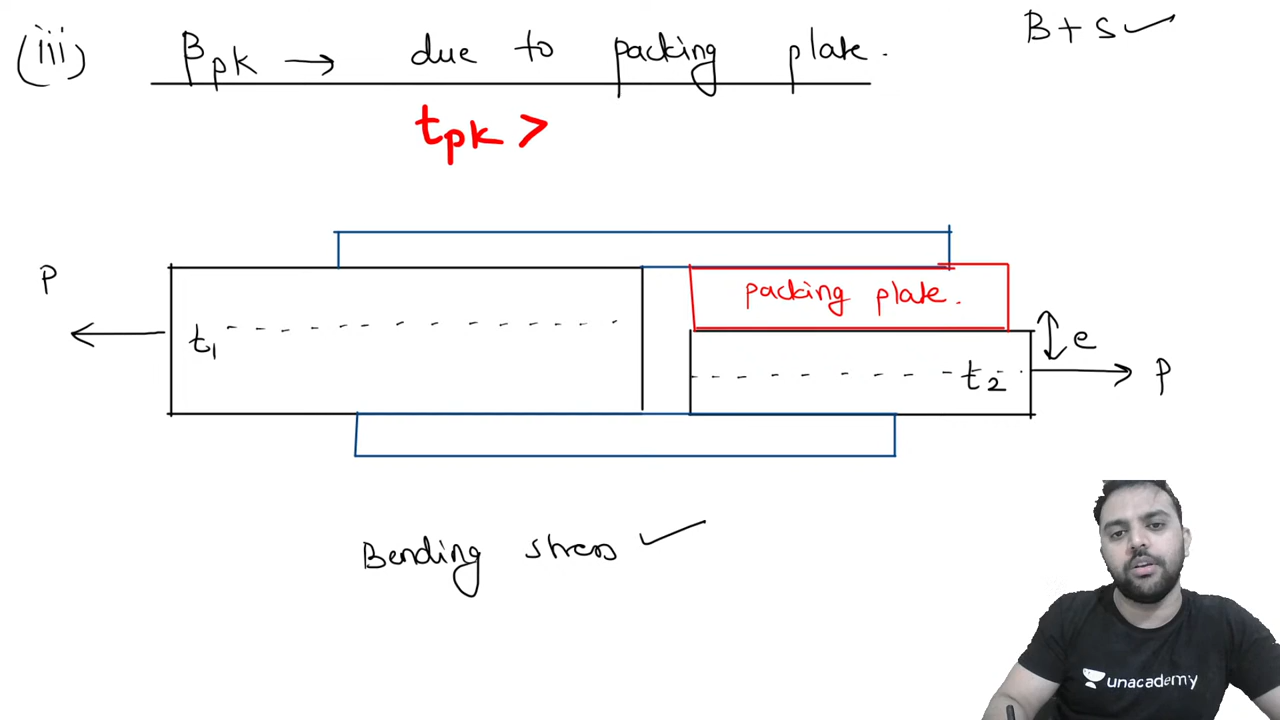 (iii) βpk → due to packing plate.
B + S ✓
tpk >
P
packing plate.
t1
e
t2
P
Bending stress ✓
unacademy